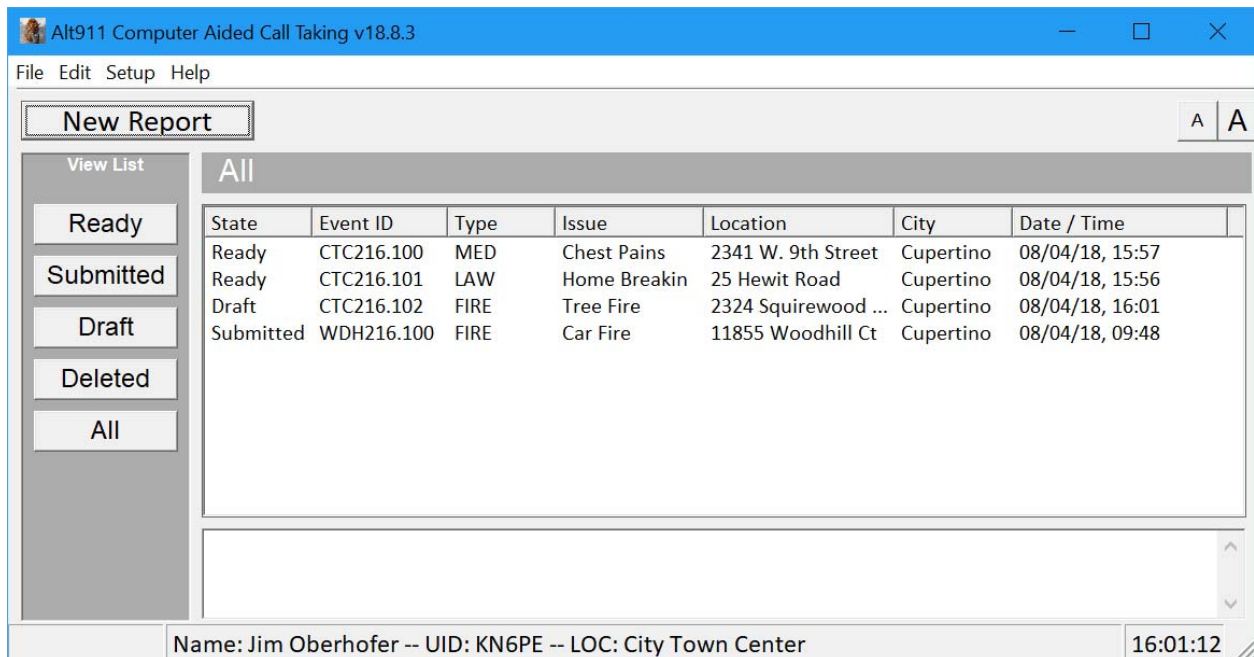 Alt911 Computer Aided Call Taking v18.8.3
File Edit Setup Help
New Report
A A
View List
All
Ready
Submitted
Draft
Deleted
All
State Event ID Type Issue Location City Date / Time
Ready CTC216.100 MED Chest Pains 2341 W. 9th Street Cupertino 08/04/18, 15:57
Ready CTC216.101 LAW Home Breakin 25 Hewit Road Cupertino 08/04/18, 15:56
Draft CTC216.102 FIRE Tree Fire 2324 Squirewood ... Cupertino 08/04/18, 16:01
Submitted WDH216.100 FIRE Car Fire 11855 Woodhill Ct Cupertino 08/04/18, 09:48
Name: Jim Oberhofer -- UID: KN6PE -- LOC: City Town Center
16:01:12